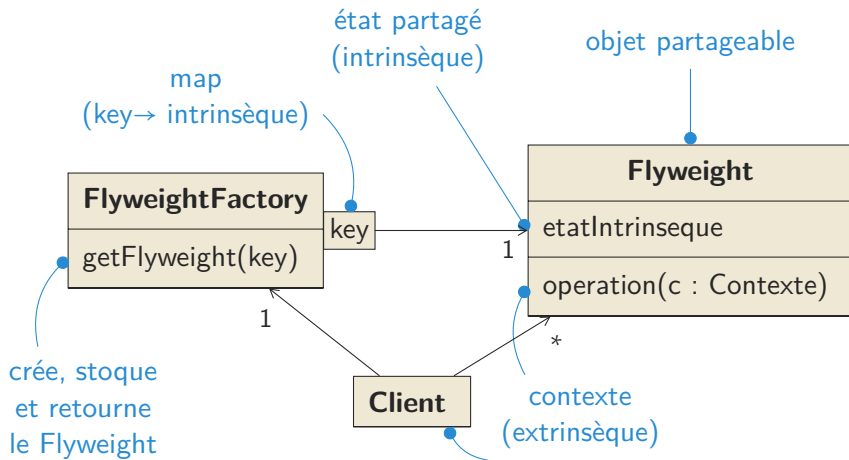 état partagé
(intrinsèque)
objet partageable
map
(key→ intrinsèque)
Flyweight
FlyweightFactory
key
etatIntrinseque
getFlyweight(key)
1
operation(c : Contexte)
1
*
crée, stoque
et retourne
le Flyweight
Client
contexte
(extrinsèque)